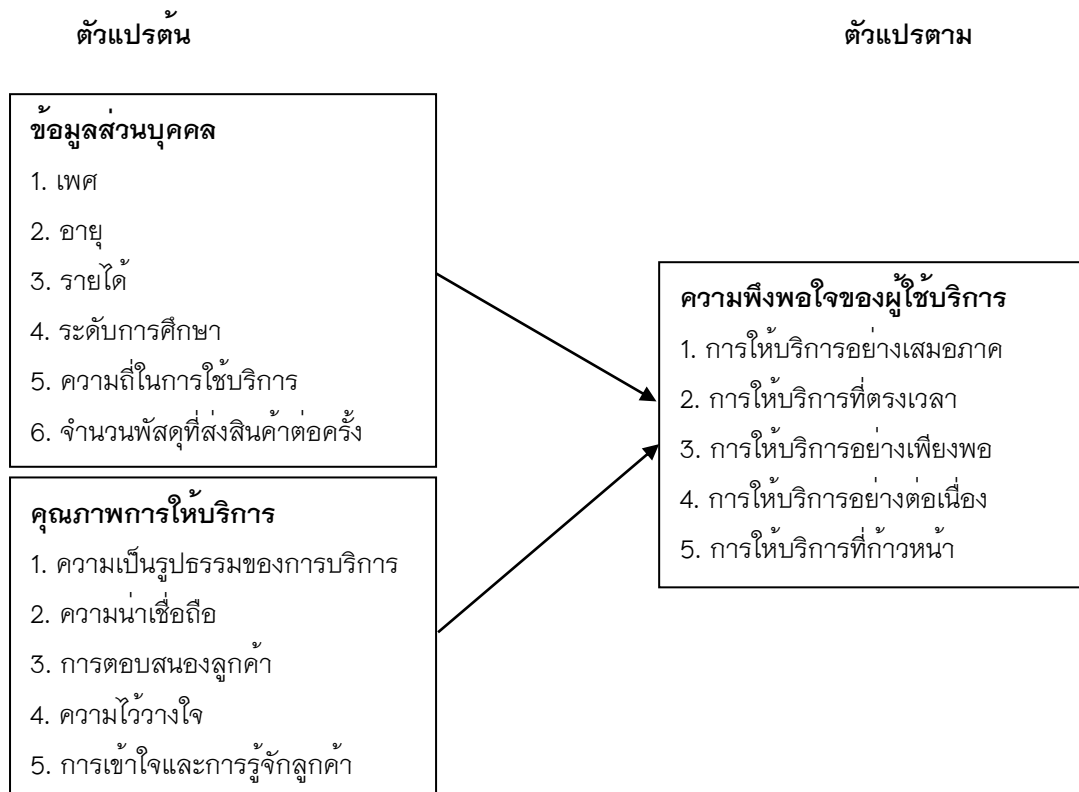 ตัวแปรต้น
ตัวแปรตาม
ข้อมูลส่วนบุคคล
1. เพศ
2. อายุ
3. รายได้
4. ระดับการศึกษา
5. ความถี่ในการใช้บริการ
6. จำนวนพัสดุที่ส่งสินค้าต่อครั้ง
คุณภาพการให้บริการ
1. ความเป็นรูปธรรมของการบริการ
2. ความน่าเชื่อถือ
3. การตอบสนองลูกค้า
4. ความไว้วางใจ
5. การเข้าใจและการรู้จักลูกค้า
ความพึงพอใจของผู้ใช้บริการ
1. การให้บริการอย่างเสมอภาค
2. การให้บริการที่ตรงเวลา
3. การให้บริการอย่างเพียงพอ
4. การให้บริการอย่างต่อเนื่อง
5. การให้บริการที่ก้าวหน้า